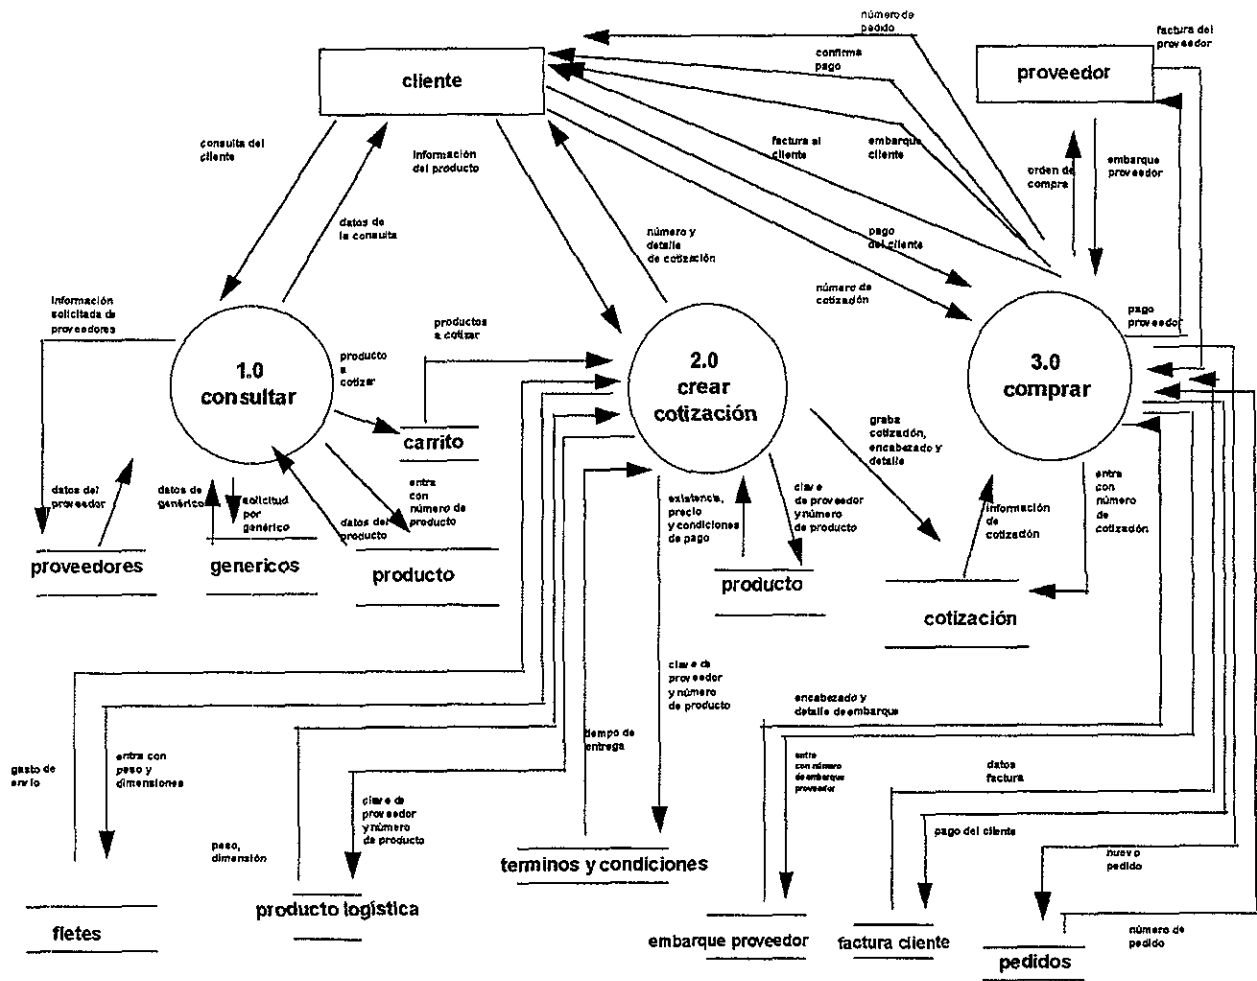 número de
pedido
factura del
proveedor
confirma
pago
cliente
proveedor
consulta del
cliente
Información
del producto
factura al
cliente
embarque
cliente
orden de
compra
embarque
proveedor
datos de
la consulta
número y
detalle
de cotización
pago
del cliente
número de
cotización
Información
solicitada de
proveedores
productos
a cotizar
pago
proveedor
1.0
consultar
producto
a
cotizar
2.0
crear
cotización
3.0
comprar
carrito
graba
cotización,
encabezado y
detalle
datos del
proveedor
datos de
genérico
solicitud
por
genérico
datos del
producto
entra
con
número de
producto
existencia,
precio
y condiciones
de pago
clave
de proveedor
y número
de producto
información
de
cotización
entra
con
número
de
cotización
proveedores
genericos
producto
producto
cotización
clave de
proveedor
y número
de producto
encabezado y
detalle de embarque
tiempo de
entrega
gasto de
envío
entra con
peso y
dimensiones
entre
con número
de embarque
proveedor
datos
factura
clave de
proveedor
y número
de producto
peso,
dimensión
pago del cliente
nuevo
pedido
terminos y condiciones
producto logística
fletes
embarque proveedor
factura cliente
número de
pedido
pedidos